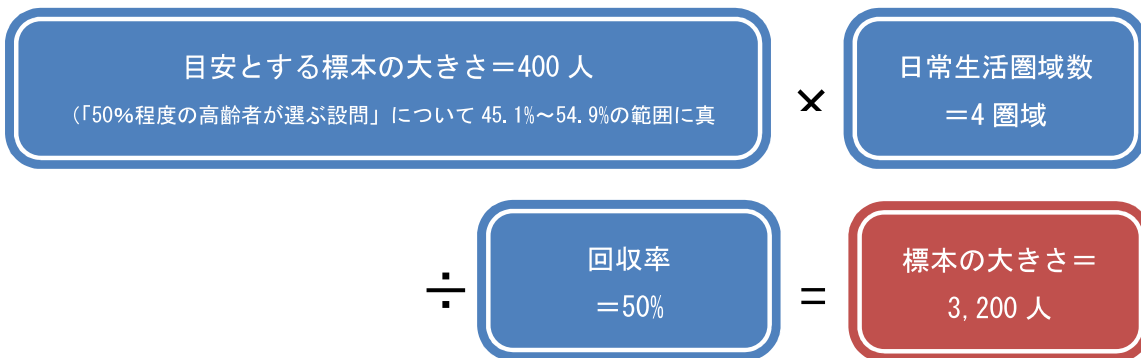 目安とする標本の大きさ＝400 人
(「50％程度の高齢者が選ぶ設問」について 45.1%～54.9%の範囲に真
×
日常生活圏域数
＝4 圏域
÷
回収率
＝50%
=
標本の大きさ＝
3,200 人